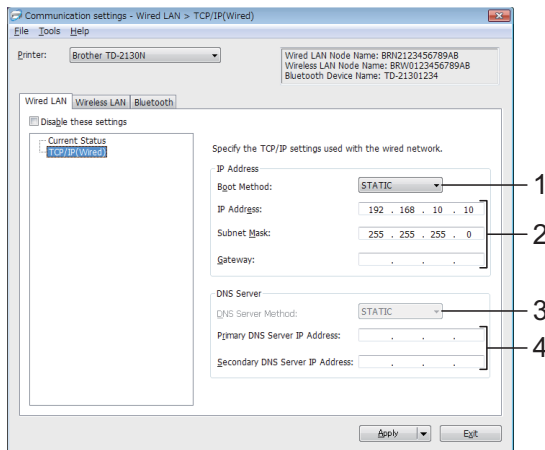 Communication settings - Wired LAN > TCP/IP(Wired)
File Tools Help
Printer: Brother TD-2130N
Wired LAN Node Name: BRN2123456789AB
Wireless LAN Node Name: BRW0123456789AB
Bluetooth Device Name: TD-21301234
Wired LAN Wireless LAN Bluetooth
Disable these settings
Current Status
TCP/IP(Wired)
Specify the TCP/IP settings used with the wired network.
IP Address
Boot Method: STATIC 1
IP Address: 192 . 168 . 10 . 10
Subnet Mask: 255 . 255 . 255 . 0 2
Gateway: . . .
DNS Server
DNS Server Method: STATIC 3
Primary DNS Server IP Address: . . .
4
Secondary DNS Server IP Address: . . .
Apply Exit